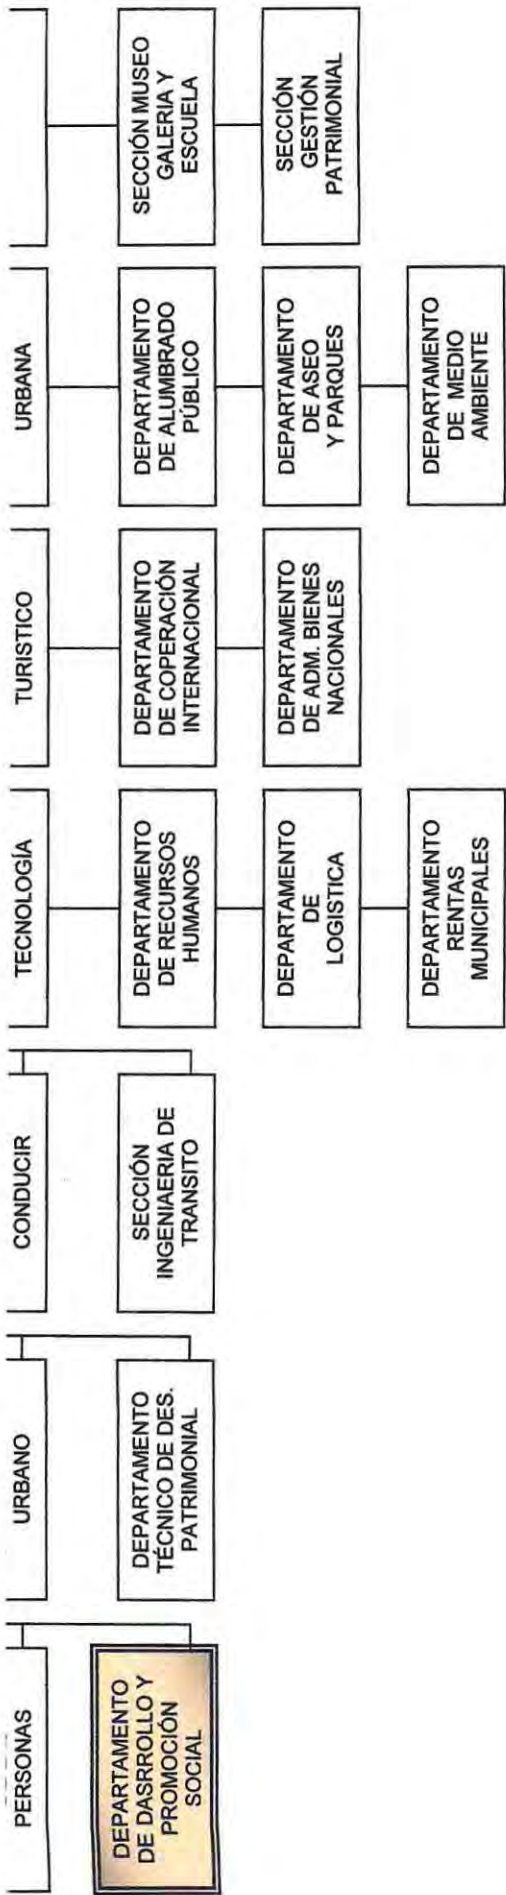 PERSONAS
DEPARTAMENTO
DE DASRROLLO Y
PROMOCIÓN
SOCIAL
URBANO
DEPARTAMENTO
TÉCNICO DE DES.
PATRIMONIAL
CONDUCIR
SECCIÓN
INGENIAERIA DE
TRANSITO
TECNOLOGÍA
DEPARTAMENTO
DE RECURSOS
HUMANOS
DEPARTAMENTO
DE
LOGISTICA
DEPARTAMENTO
RENTAS
MUNICIPALES
TURISTICO
DEPARTAMENTO
DE COPERACIÓN
INTERNACIONAL
DEPARTAMENTO
DE ADM. BIENES
NACIONALES
URBANA
DEPARTAMENTO
DE ALUMBRADO
PÚBLICO
DEPARTAMENTO
DE ASEO
Y PARQUES
DEPARTAMENTO
DE MEDIO
AMBIENTE
SECCIÓN MUSEO
GALERIA Y
ESCUELA
SECCIÓN
GESTIÓN
PATRIMONIAL